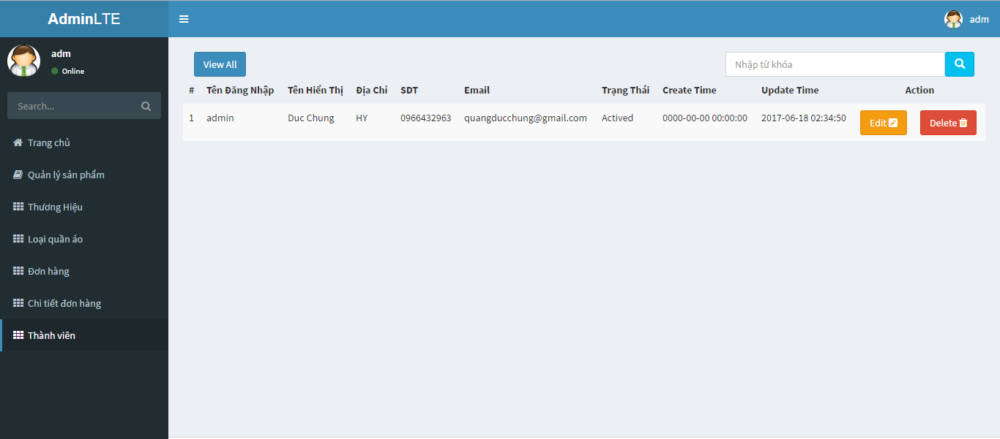 AdminLTE
adm
adm
Online
Search...
Trang chủ
Quản lý sản phẩm
Thương Hiệu
Loại quần áo
Đơn hàng
Chi tiết đơn hàng
Thành viên
View All
Nhập từ khóa
# Tên Đăng Nhập Tên Hiển Thị Địa Chỉ SDT Email Trạng Thái Create Time Update Time Action
1 admin Duc Chung HY 0966432963 quangducchung@gmail.com Actived 0000-00-00 00:00:00 2017-06-18 02:34:50 Edit Delete